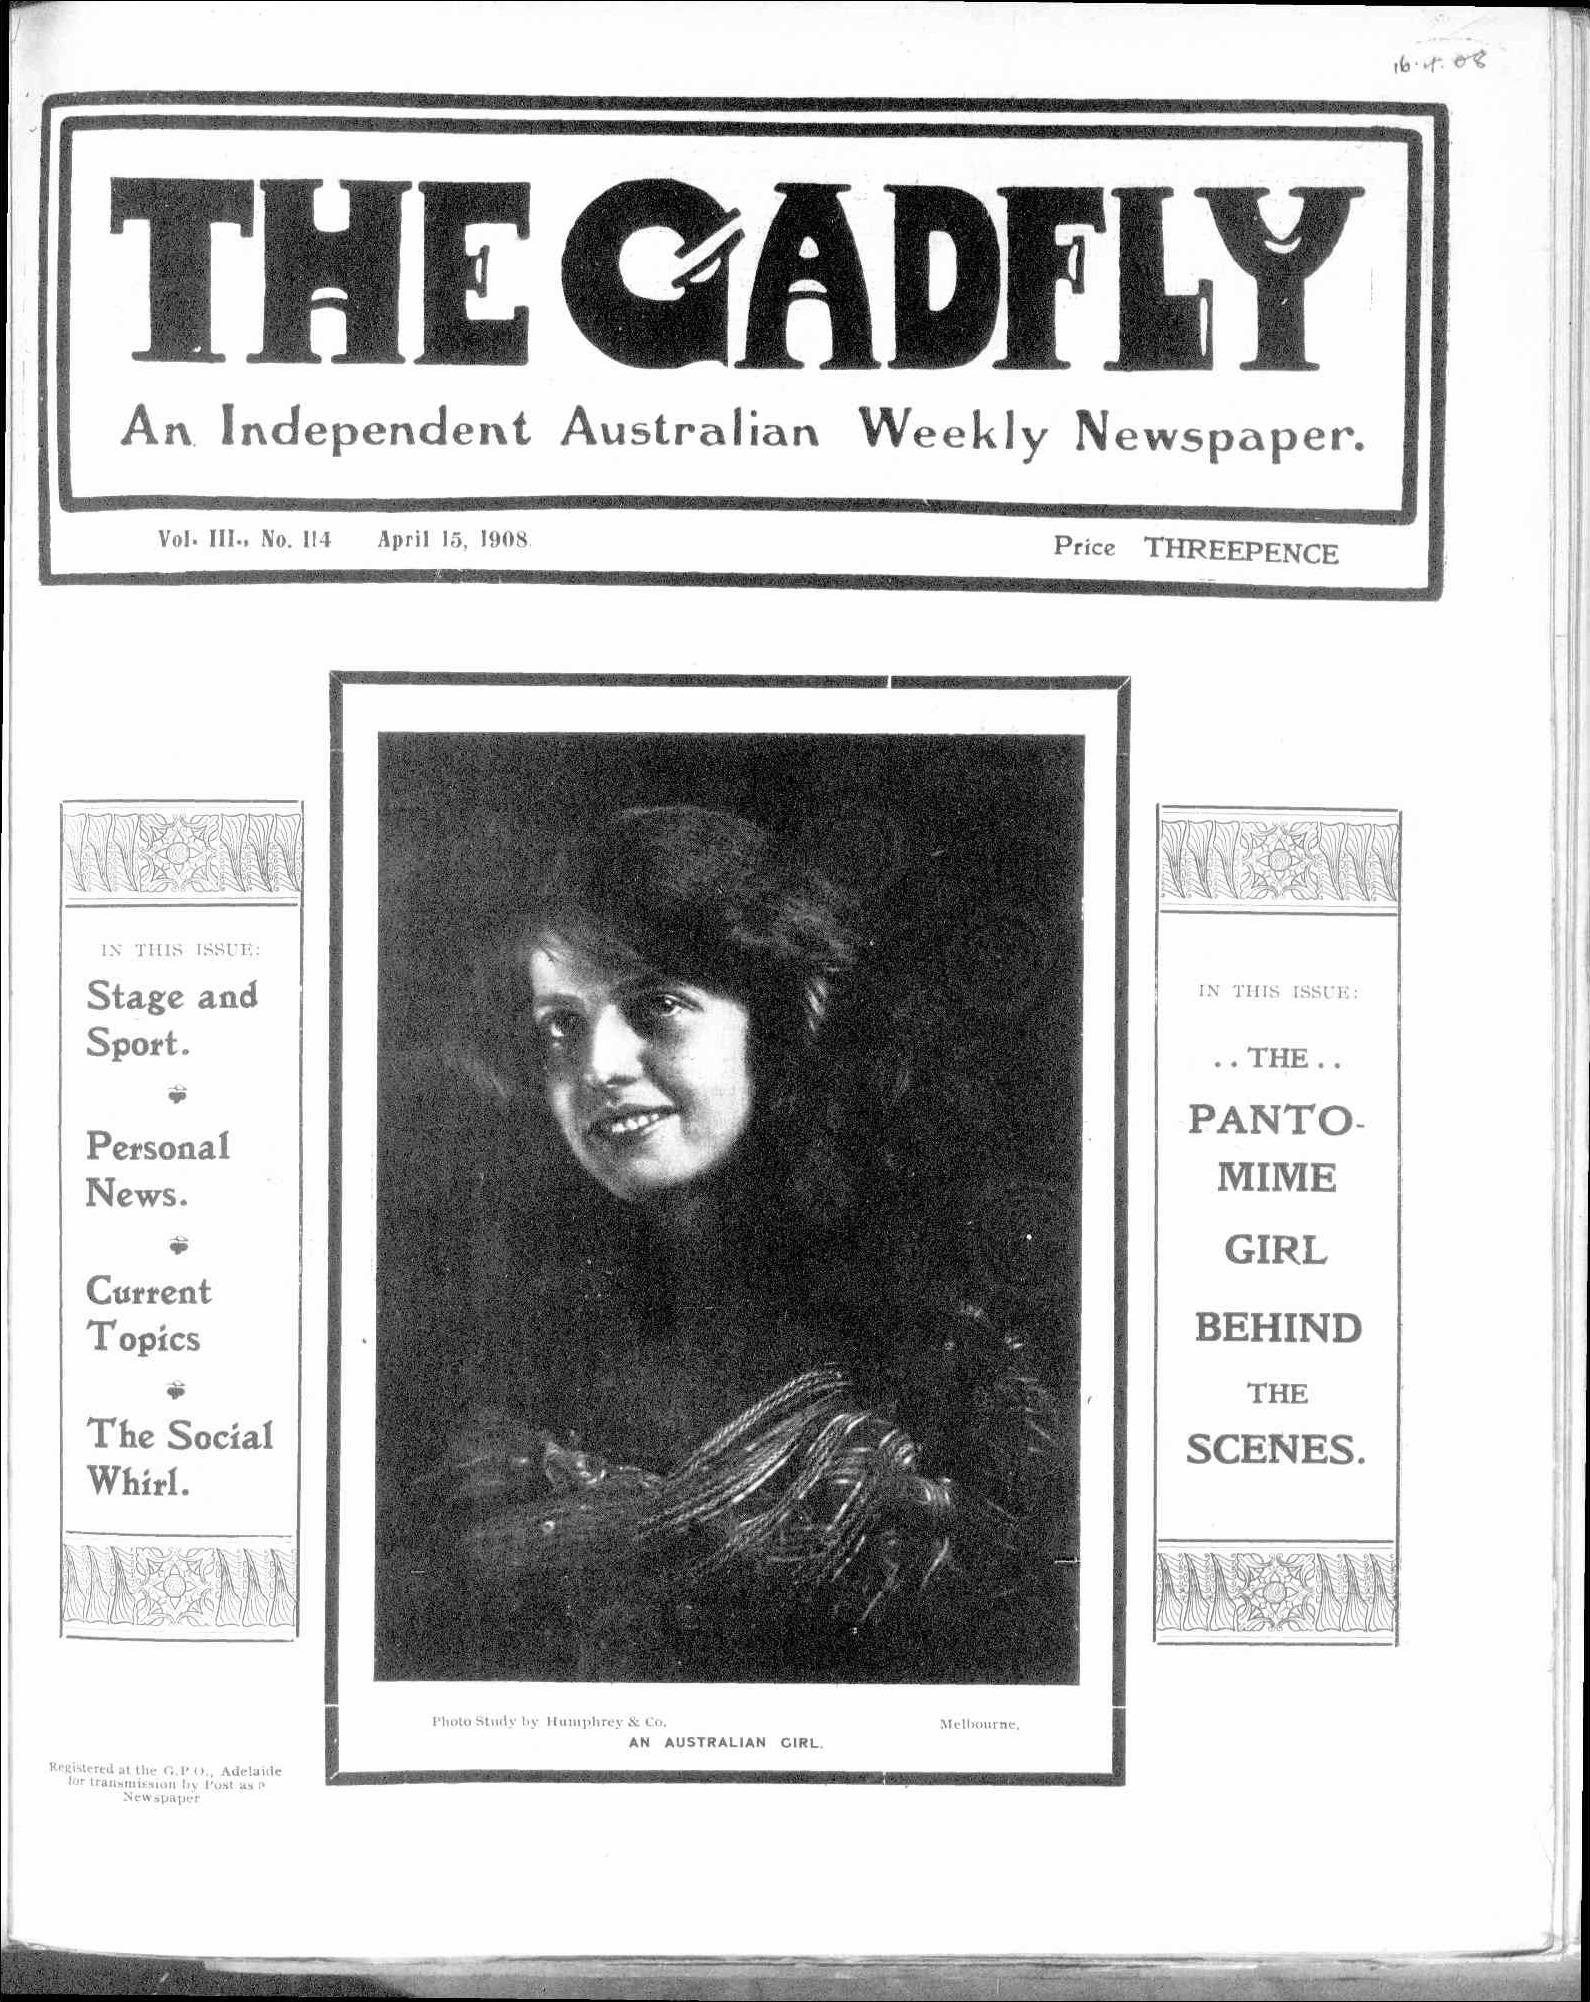 16.4.08
THE GADFLY
An Independent Australian Weekly Newspaper.
Vol. III., No. 114 April 15, 1908
Price THREEPENCE
IN THIS ISSUE:
Stage and
Sport.
Personal
News.
Current
Topics
The Social
Whirl.
IN THIS ISSUE:
. . THE . .
PANTO-
MIME
GIRL
BEHIND
THE
SCENES.
Photo Study by Humphrey & Co. Melbourne,
AN AUSTRALIAN GIRL.
Registered at the G.P.O., Adelaide
for transmission by Post as a
Newspaper